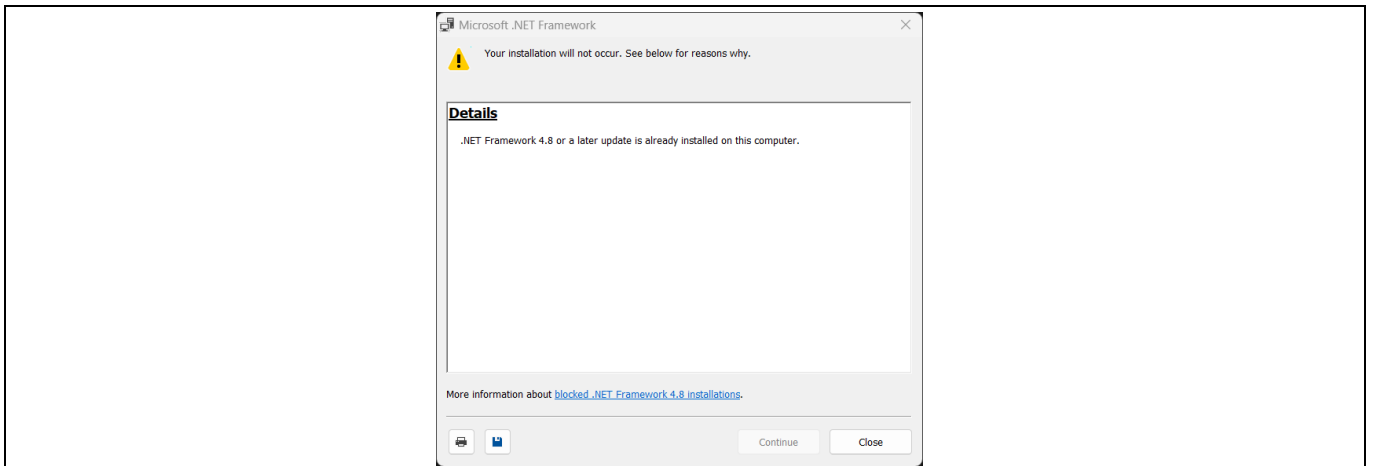 Microsoft .NET Framework
Your installation will not occur. See below for reasons why.
Details
.NET Framework 4.8 or a later update is already installed on this computer.
More information about blocked .NET Framework 4.8 installations.
Continue
Close